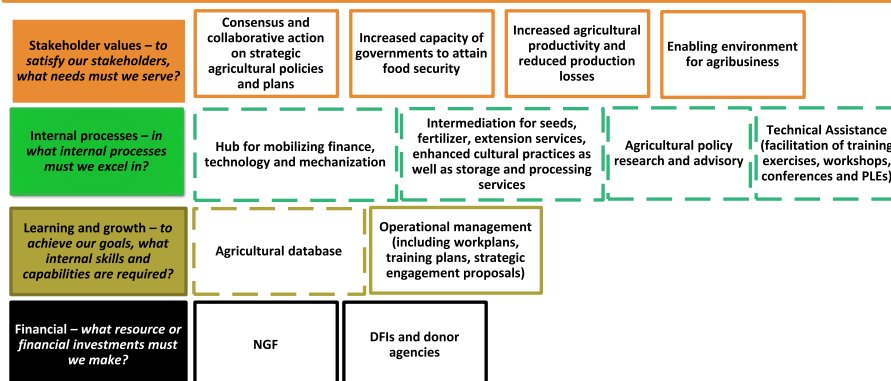 Stakeholder values – to
satisfy our stakeholders,
what needs must we serve?
Consensus and
collaborative action
on strategic
agricultural policies
and plans
Increased capacity of
governments to attain
food security
Increased agricultural
productivity and
reduced production
losses
Enabling environment
for agribusiness
Internal processes – in
what internal processes
must we excel in?
Hub for mobilizing finance,
technology and mechanization
Intermediation for seeds,
fertilizer, extension services,
enhanced cultural practices as
well as storage and processing
services
Agricultural policy
research and advisory
Technical Assistance
(facilitation of training
exercises, workshops,
conferences and PLEs)
Learning and growth – to
achieve our goals, what
internal skills and
capabilities are required?
Agricultural database
Operational management
(including workplans,
training plans, strategic
engagement proposals)
Financial – what resource or
financial investments must
we make?
NGF
DFIs and donor
agencies